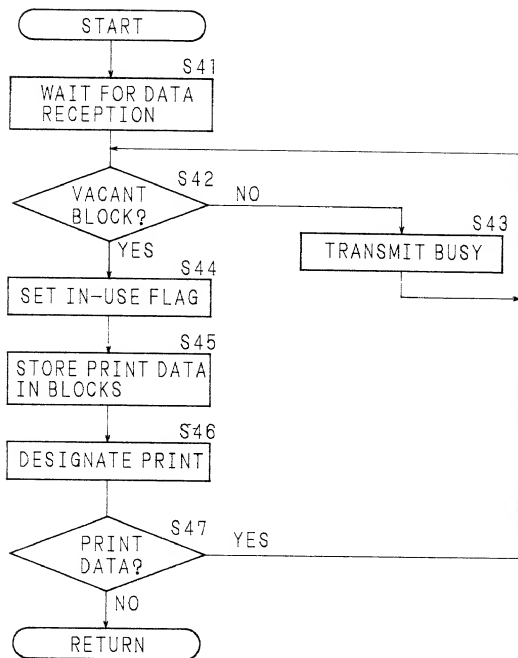 START
S41
WAIT FOR DATA
RECEPTION
S42
VACANT
BLOCK?
NO
YES
S43
TRANSMIT BUSY
S44
SET IN-USE FLAG
S45
STORE PRINT DATA
IN BLOCKS
S46
DESIGNATE PRINT
S47
PRINT
DATA?
YES
NO
RETURN